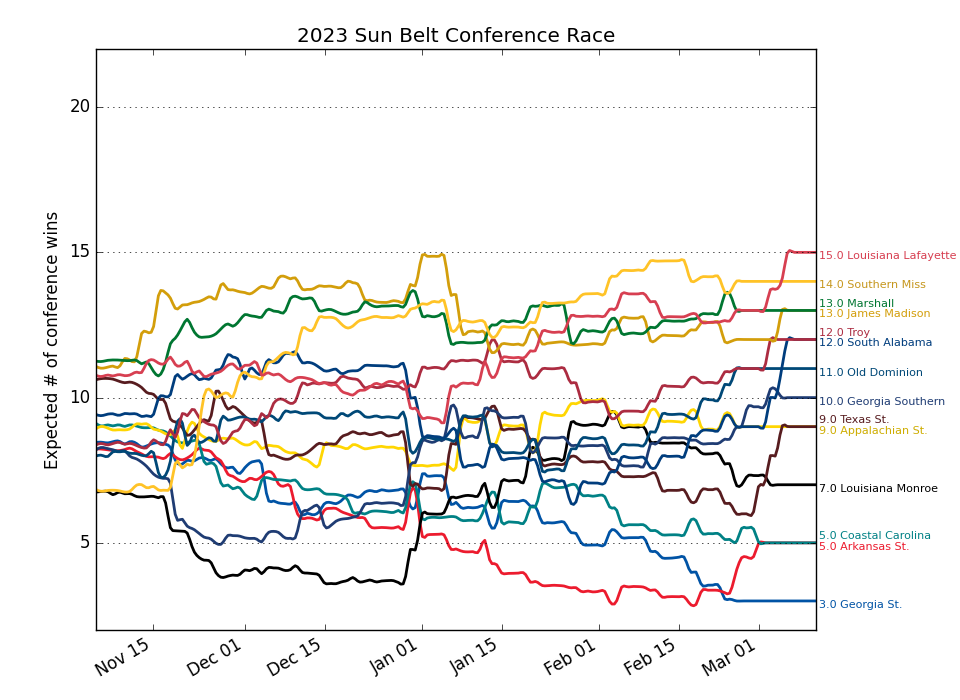 2023 Sun Belt Conference Race
Expected # of conference wins
20
15
10
5
15.0 Louisiana Lafayette
14.0 Southern Miss
13.0 Marshall
13.0 James Madison
12.0 Troy
12.0 South Alabama
11.0 Old Dominion
10.0 Georgia Southern
9.0 Texas St.
9.0 Appalachian St.
7.0 Louisiana Monroe
5.0 Coastal Carolina
5.0 Arkansas St.
3.0 Georgia St.
Nov 15
Dec 01
Dec 15
Jan 01
Jan 15
Feb 01
Feb 15
Mar 01